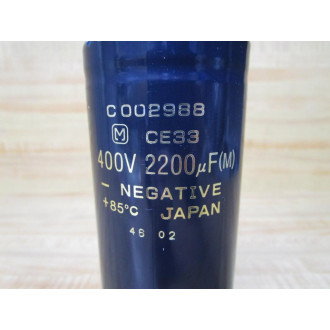 C002988
M CE33
400V 2200µF(M)
- NEGATIVE
+85°C JAPAN
46 02